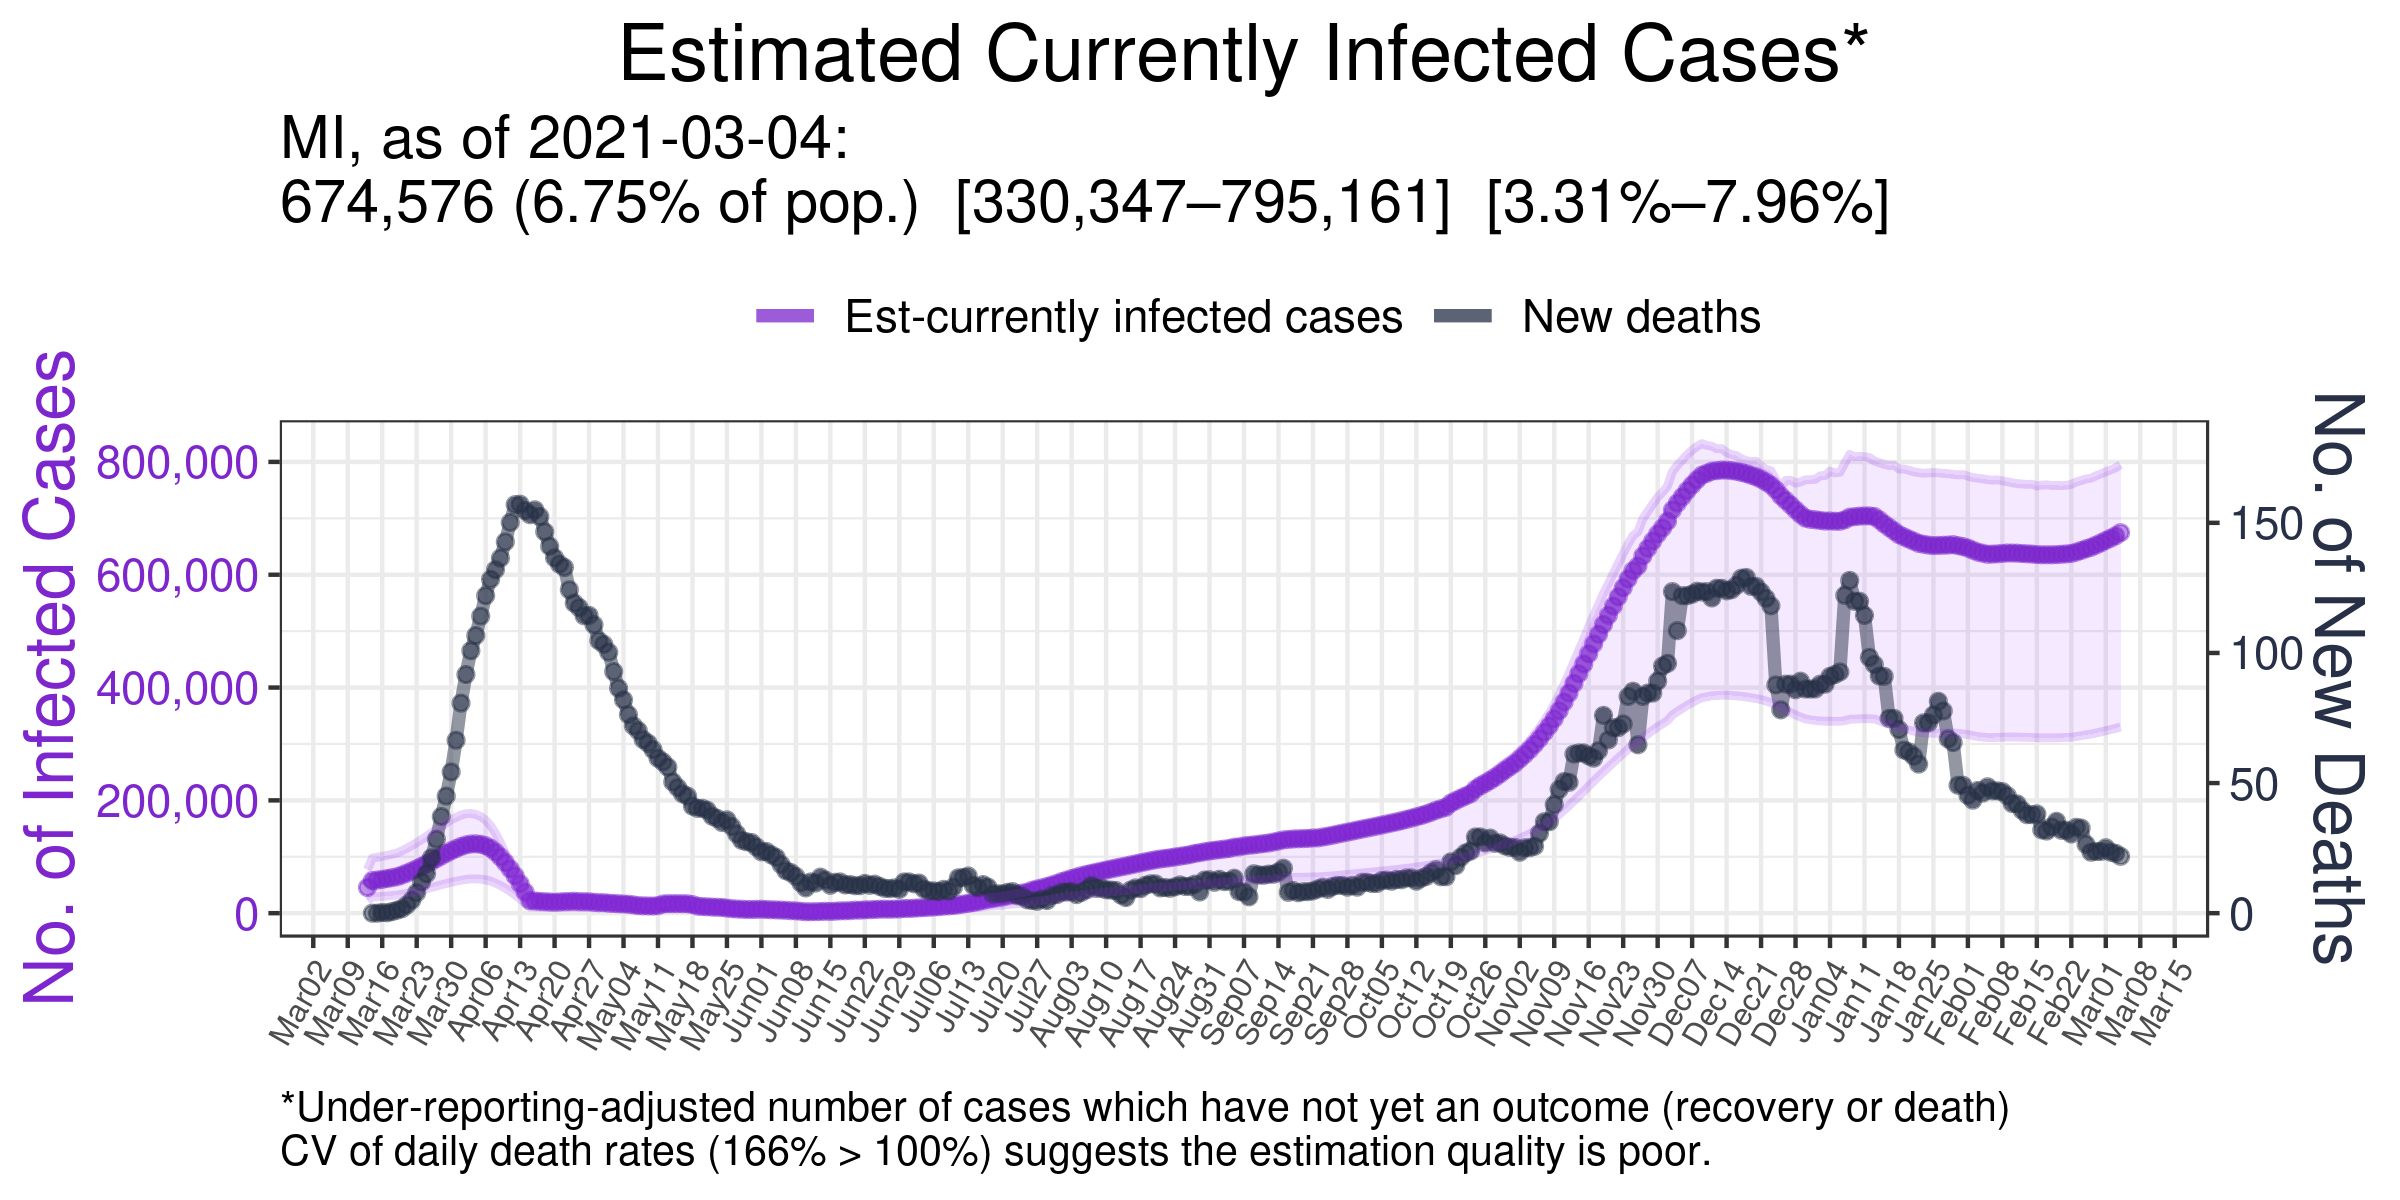 Estimated Currently Infected Cases*
MI, as of 2021-03-04:
674,576 (6.75% of pop.) [330,347–795,161] [3.31%–7.96%]
Est-currently infected cases New deaths
No. of Infected Cases
800,000
600,000
400,000
200,000
0
150
100
50
0
No. of New Deaths
Mar02 Mar09 Mar16 Mar23 Mar30 Apr06 Apr13 Apr20 Apr27 May04 May11 May18 May25 Jun01 Jun08 Jun15 Jun22 Jun29 Jul06 Jul13 Jul20 Jul27 Aug03 Aug10 Aug17 Aug24 Aug31 Sep07 Sep14 Sep21 Sep28 Oct05 Oct12 Oct19 Oct26 Nov02 Nov09 Nov16 Nov23 Nov30 Dec07 Dec14 Dec21 Dec28 Jan04 Jan11 Jan18 Jan25 Feb01 Feb08 Feb15 Feb22 Mar01 Mar08 Mar15
*Under-reporting-adjusted number of cases which have not yet an outcome (recovery or death)
CV of daily death rates (166% > 100%) suggests the estimation quality is poor.